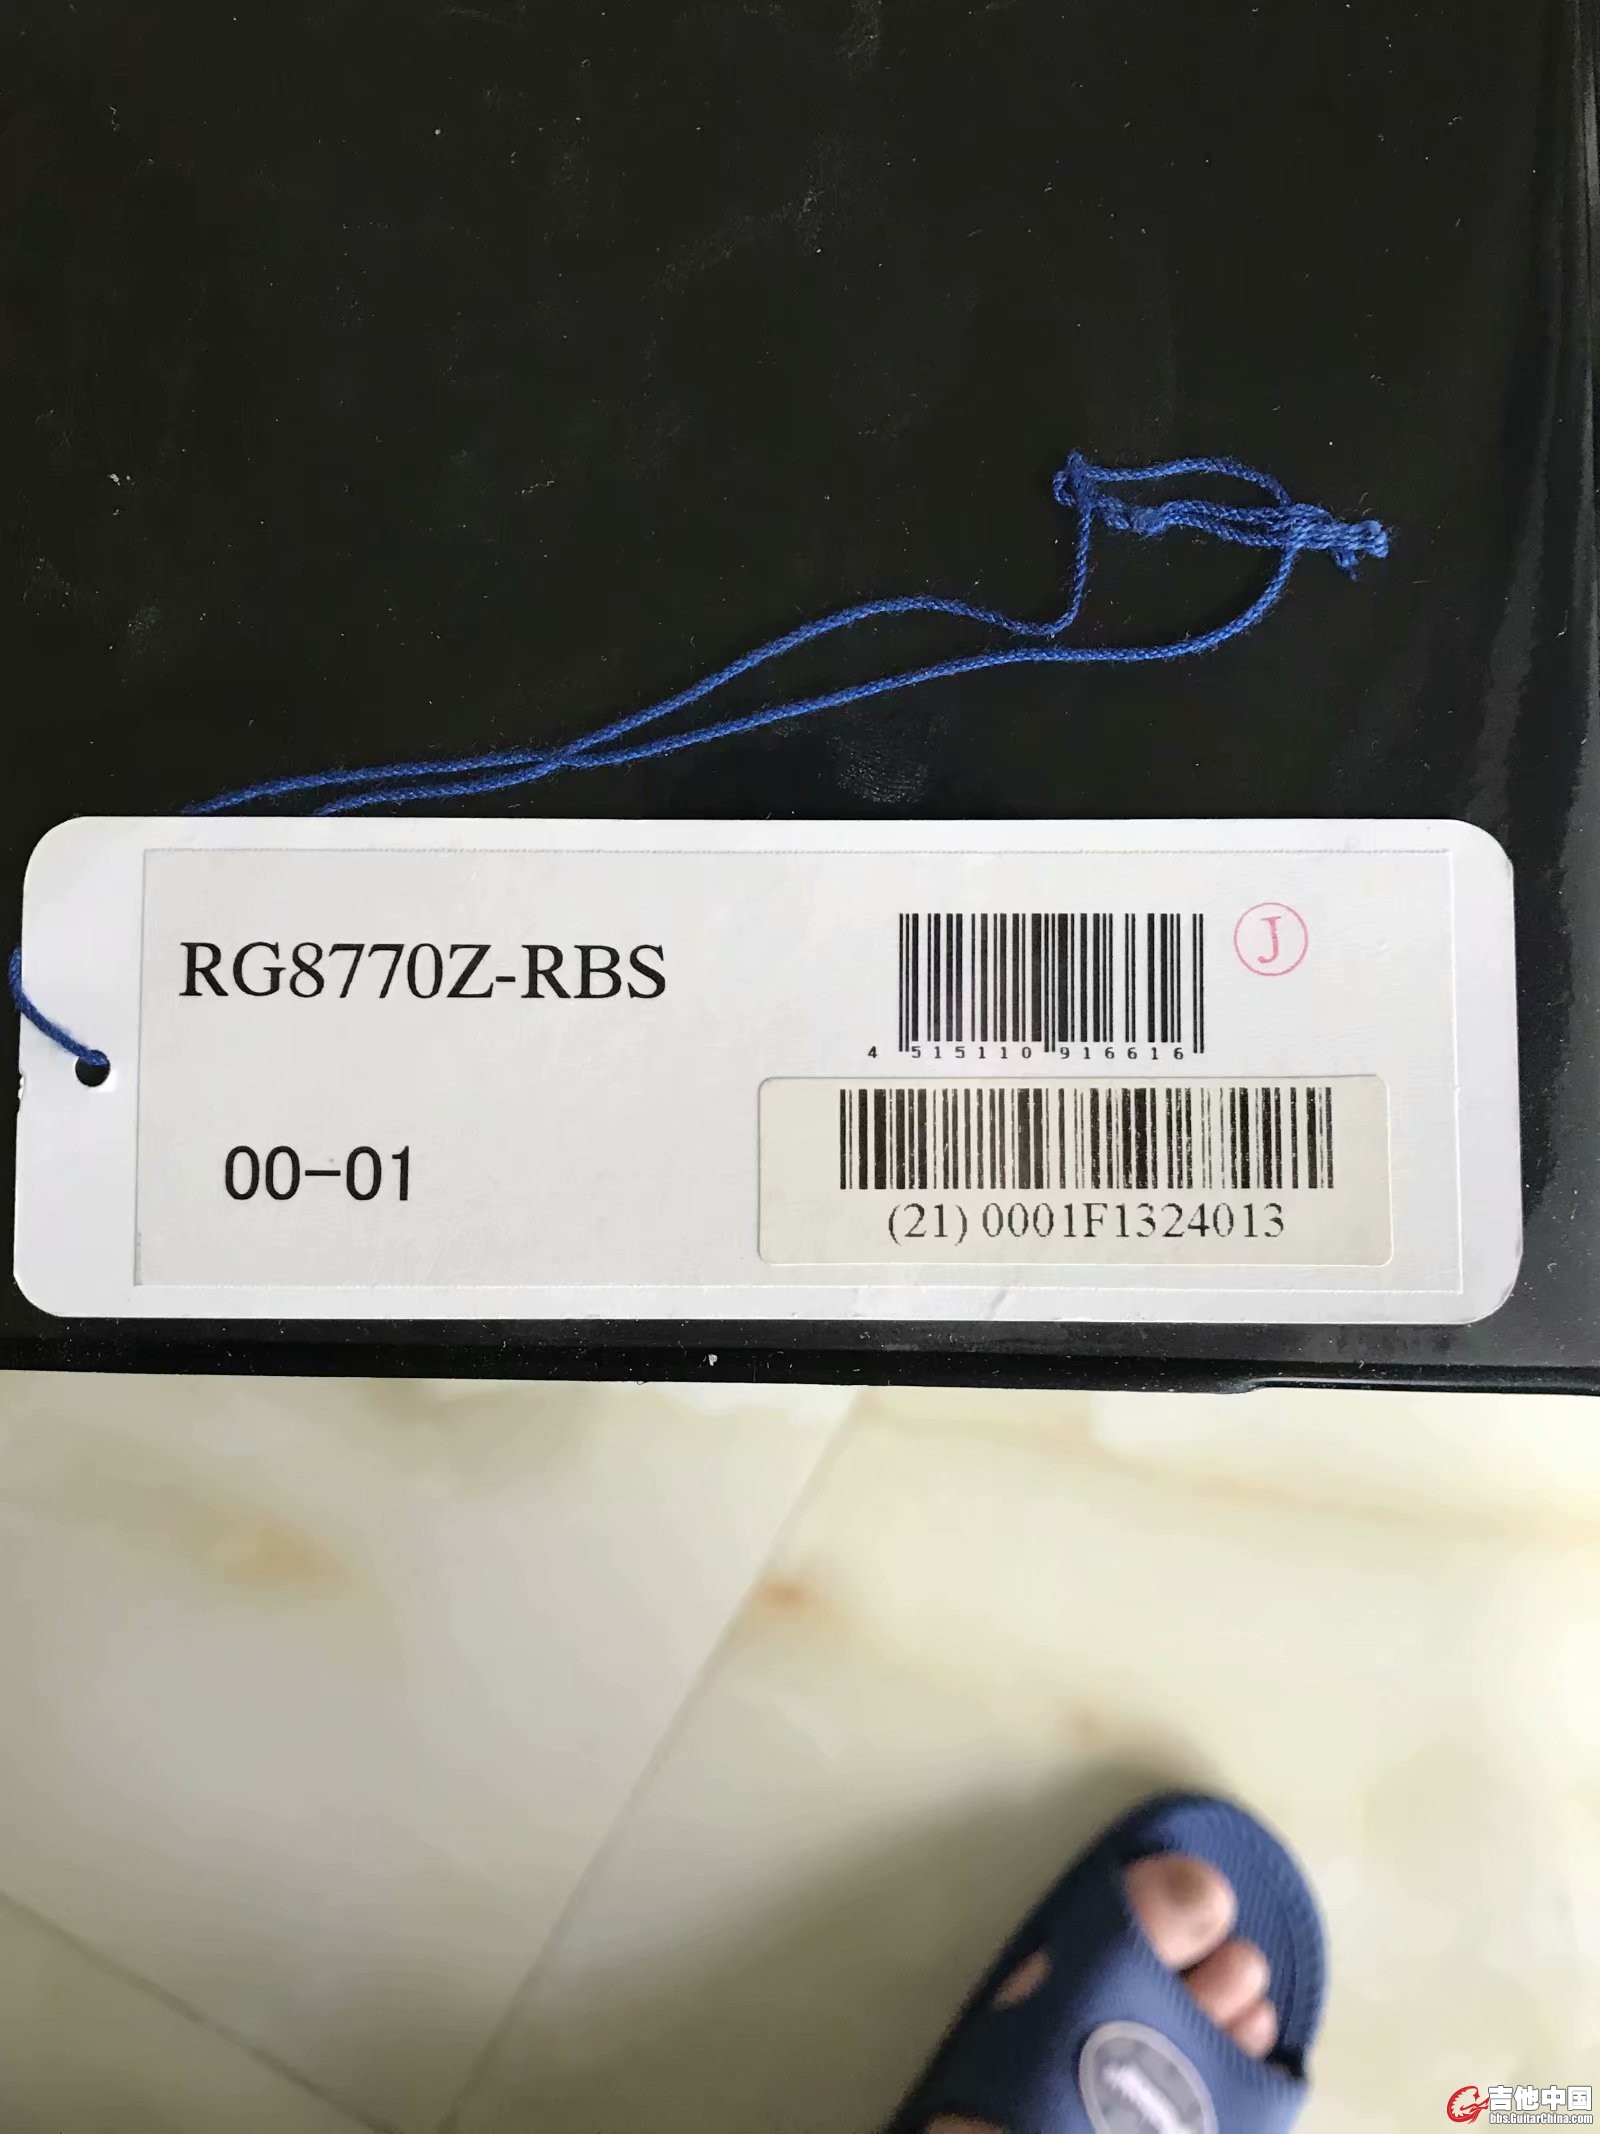 RG8770Z-RBS
J
4 515110 916616
00-01
(21) 0001F1324013
吉他中国
bbs.GuitarChina.com